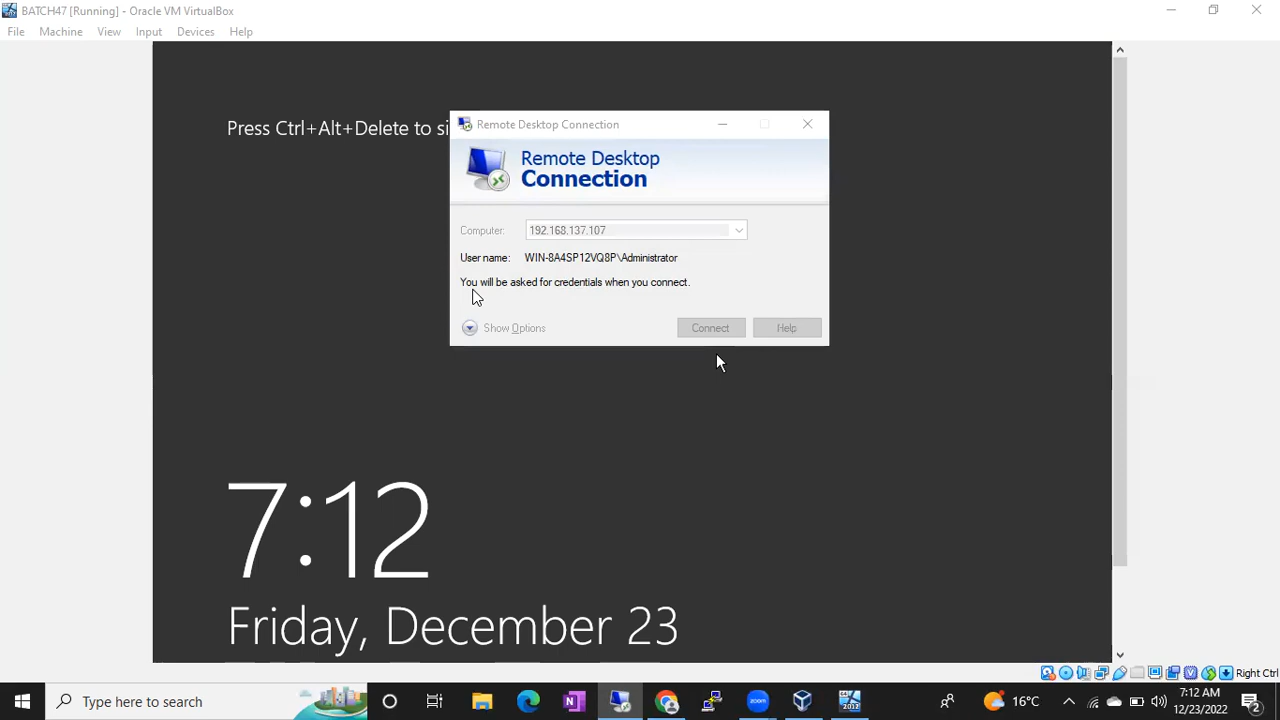 BATCH47 [Running] - Oracle VM VirtualBox
File Machine View Input Devices Help
Press Ctrl+Alt+Delete to si
Remote Desktop Connection
Remote Desktop
Connection
Computer: 192.168.137.107
User name: WIN-8A4SP12VQ8P\Administrator
You will be asked for credentials when you connect.
Show Options Connect Help
7:12
Friday, December 23
Right Ctrl
Type here to search
zoom
2012
16°C
7:12 AM
12/23/2022
2